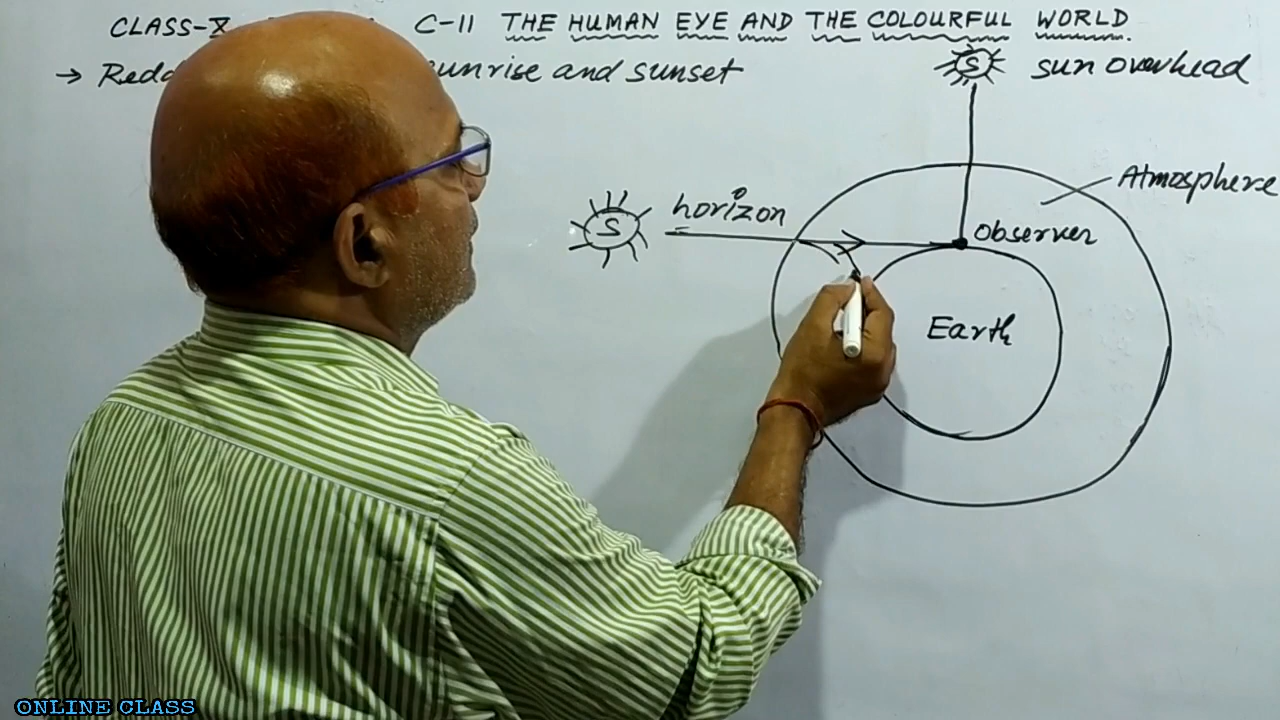 CLASS-X C-11 THE HUMAN EYE AND THE COLOURFUL WORLD.
→ sunrise and sunset
S sun overhead
Atmosphere
S horizon
Observer
Earth
ONLINE CLASS